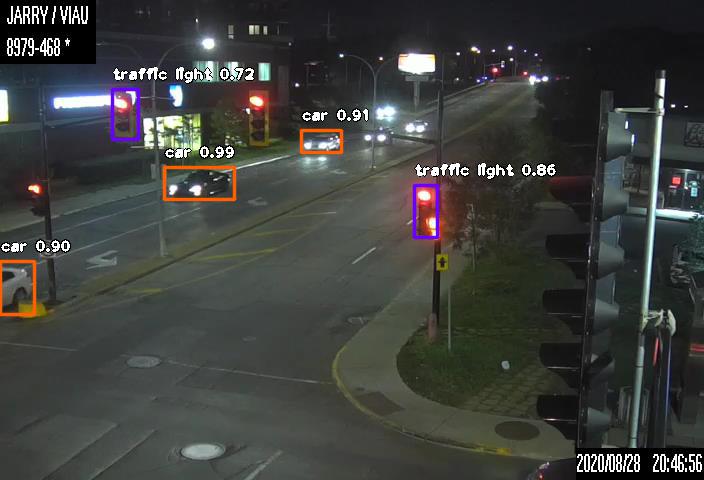 JARRY / VIAU
8979-468 *
traffic light 0.72
car 0.91
car 0.99
traffic light 0.86
car 0.90
2020/08/28 20:46:56